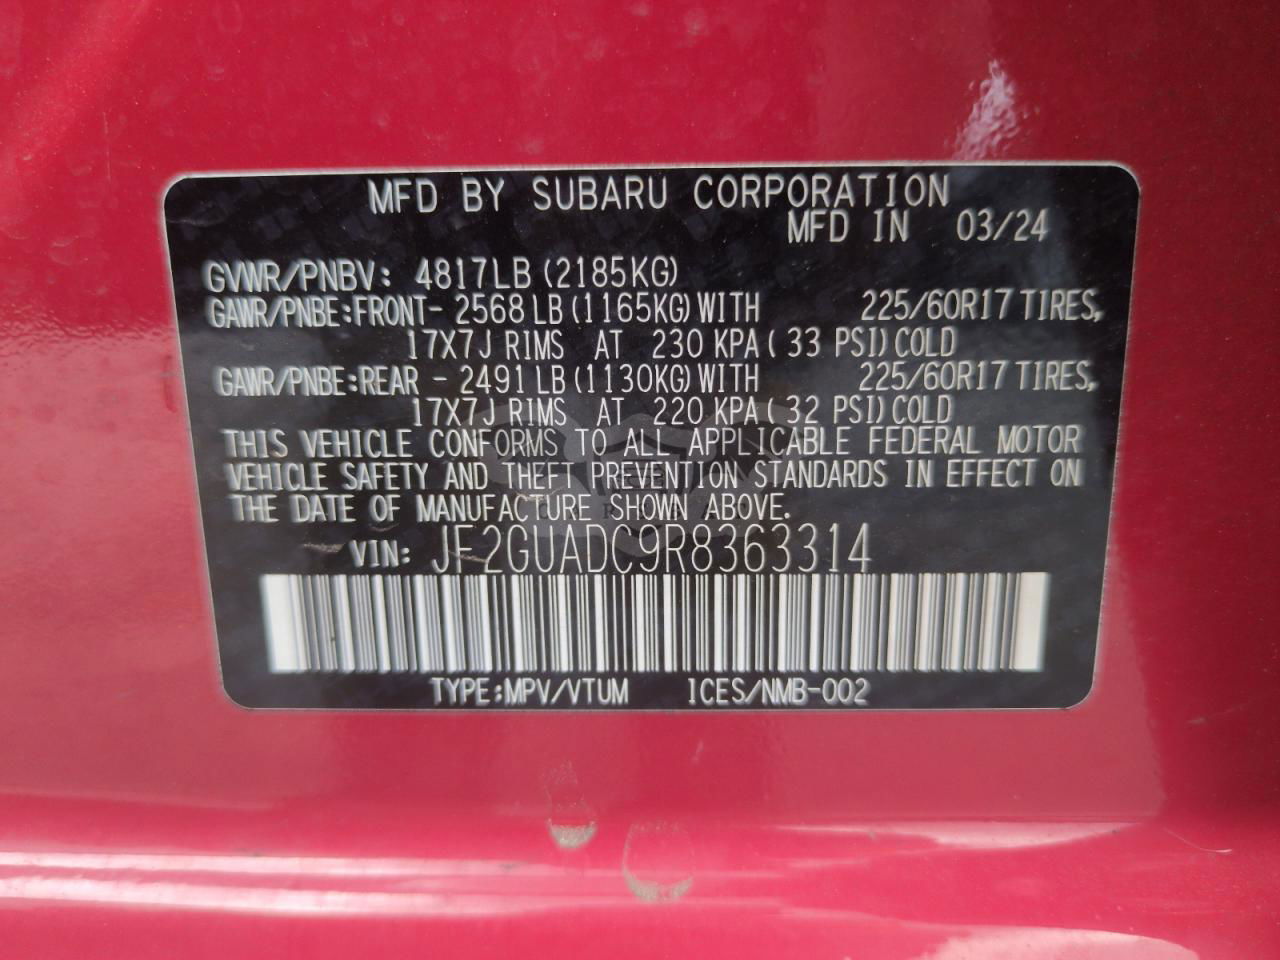 MFD BY SUBARU CORPORATION
MFD IN 03/24
GVWR/PNBV: 4817LB (2185KG)
GAWR/PNBE:FRONT- 2568 LB (1165KG) WITH 225/60R17 TIRES,
17X7J RIMS AT 230 KPA ( 33 PSI) COLD
GAWR/PNBE:REAR - 2491 LB (1130KG) WITH 225/60R17 TIRES,
17X7J RIMS AT 220 KPA ( 32 PSI) COLD
THIS VEHICLE CONFORMS TO ALL APPLICABLE FEDERAL MOTOR
VEHICLE SAFETY AND THEFT PREVENTION STANDARDS IN EFFECT ON
THE DATE OF MANUFACTURE SHOWN ABOVE.
VIN: JF2GUADC9R8363314
TYPE:MPV/VTUM ICES/NMB-002